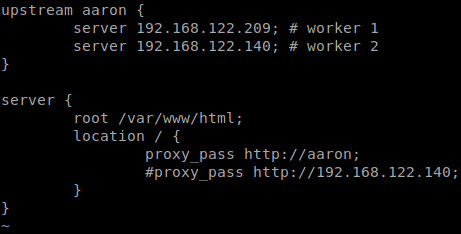 upstream aaron {
        server 192.168.122.209; # worker 1
        server 192.168.122.140; # worker 2
}

server {
        root /var/www/html;
        location / {
                proxy_pass http://aaron;
                #proxy_pass http://192.168.122.140;
        }
}
~